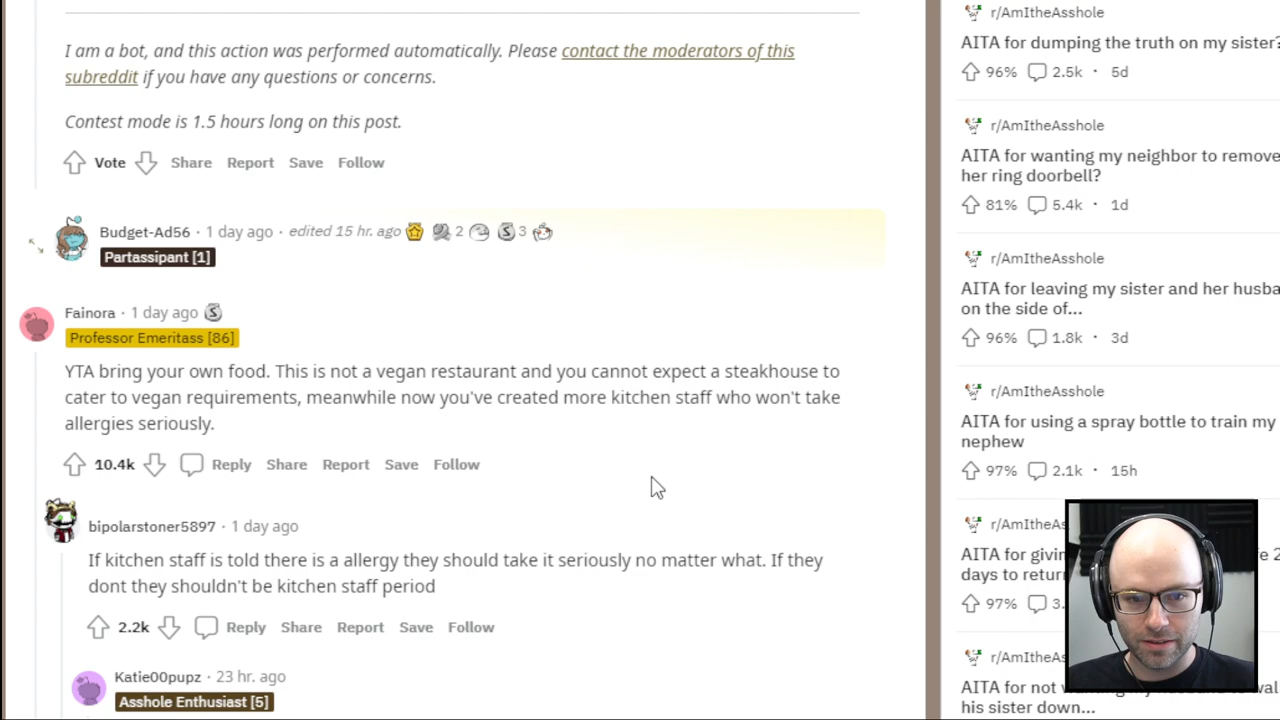 I am a bot, and this action was performed automatically. Please contact the moderators of this
subreddit if you have any questions or concerns.
Contest mode is 1.5 hours long on this post.
Vote Share Report Save Follow
Budget-Ad56 · 1 day ago · edited 15 hr. ago 2 3
Partassipant [1]
Fainora · 1 day ago
Professor Emeritass [86]
YTA bring your own food. This is not a vegan restaurant and you cannot expect a steakhouse to
cater to vegan requirements, meanwhile now you've created more kitchen staff who won't take
allergies seriously.
10.4k Reply Share Report Save Follow
bipolarstoner5897 · 1 day ago
If kitchen staff is told there is a allergy they should take it seriously no matter what. If they
dont they shouldn't be kitchen staff period
2.2k Reply Share Report Save Follow
Katie00pupz · 23 hr. ago
Asshole Enthusiast [5]
r/AmItheAsshole
AITA for dumping the truth on my sister?
96% 2.5k · 5d
r/AmItheAsshole
AITA for wanting my neighbor to remove
her ring doorbell?
81% 5.4k · 1d
r/AmItheAsshole
AITA for leaving my sister and her husba
on the side of...
96% 1.8k · 3d
r/AmItheAsshole
AITA for using a spray bottle to train my
nephew
97% 2.1k · 15h
r/AmItheAs
AITA for givin
days to retur
97% 3.
r/AmItheAs
AITA for not
his sister down...